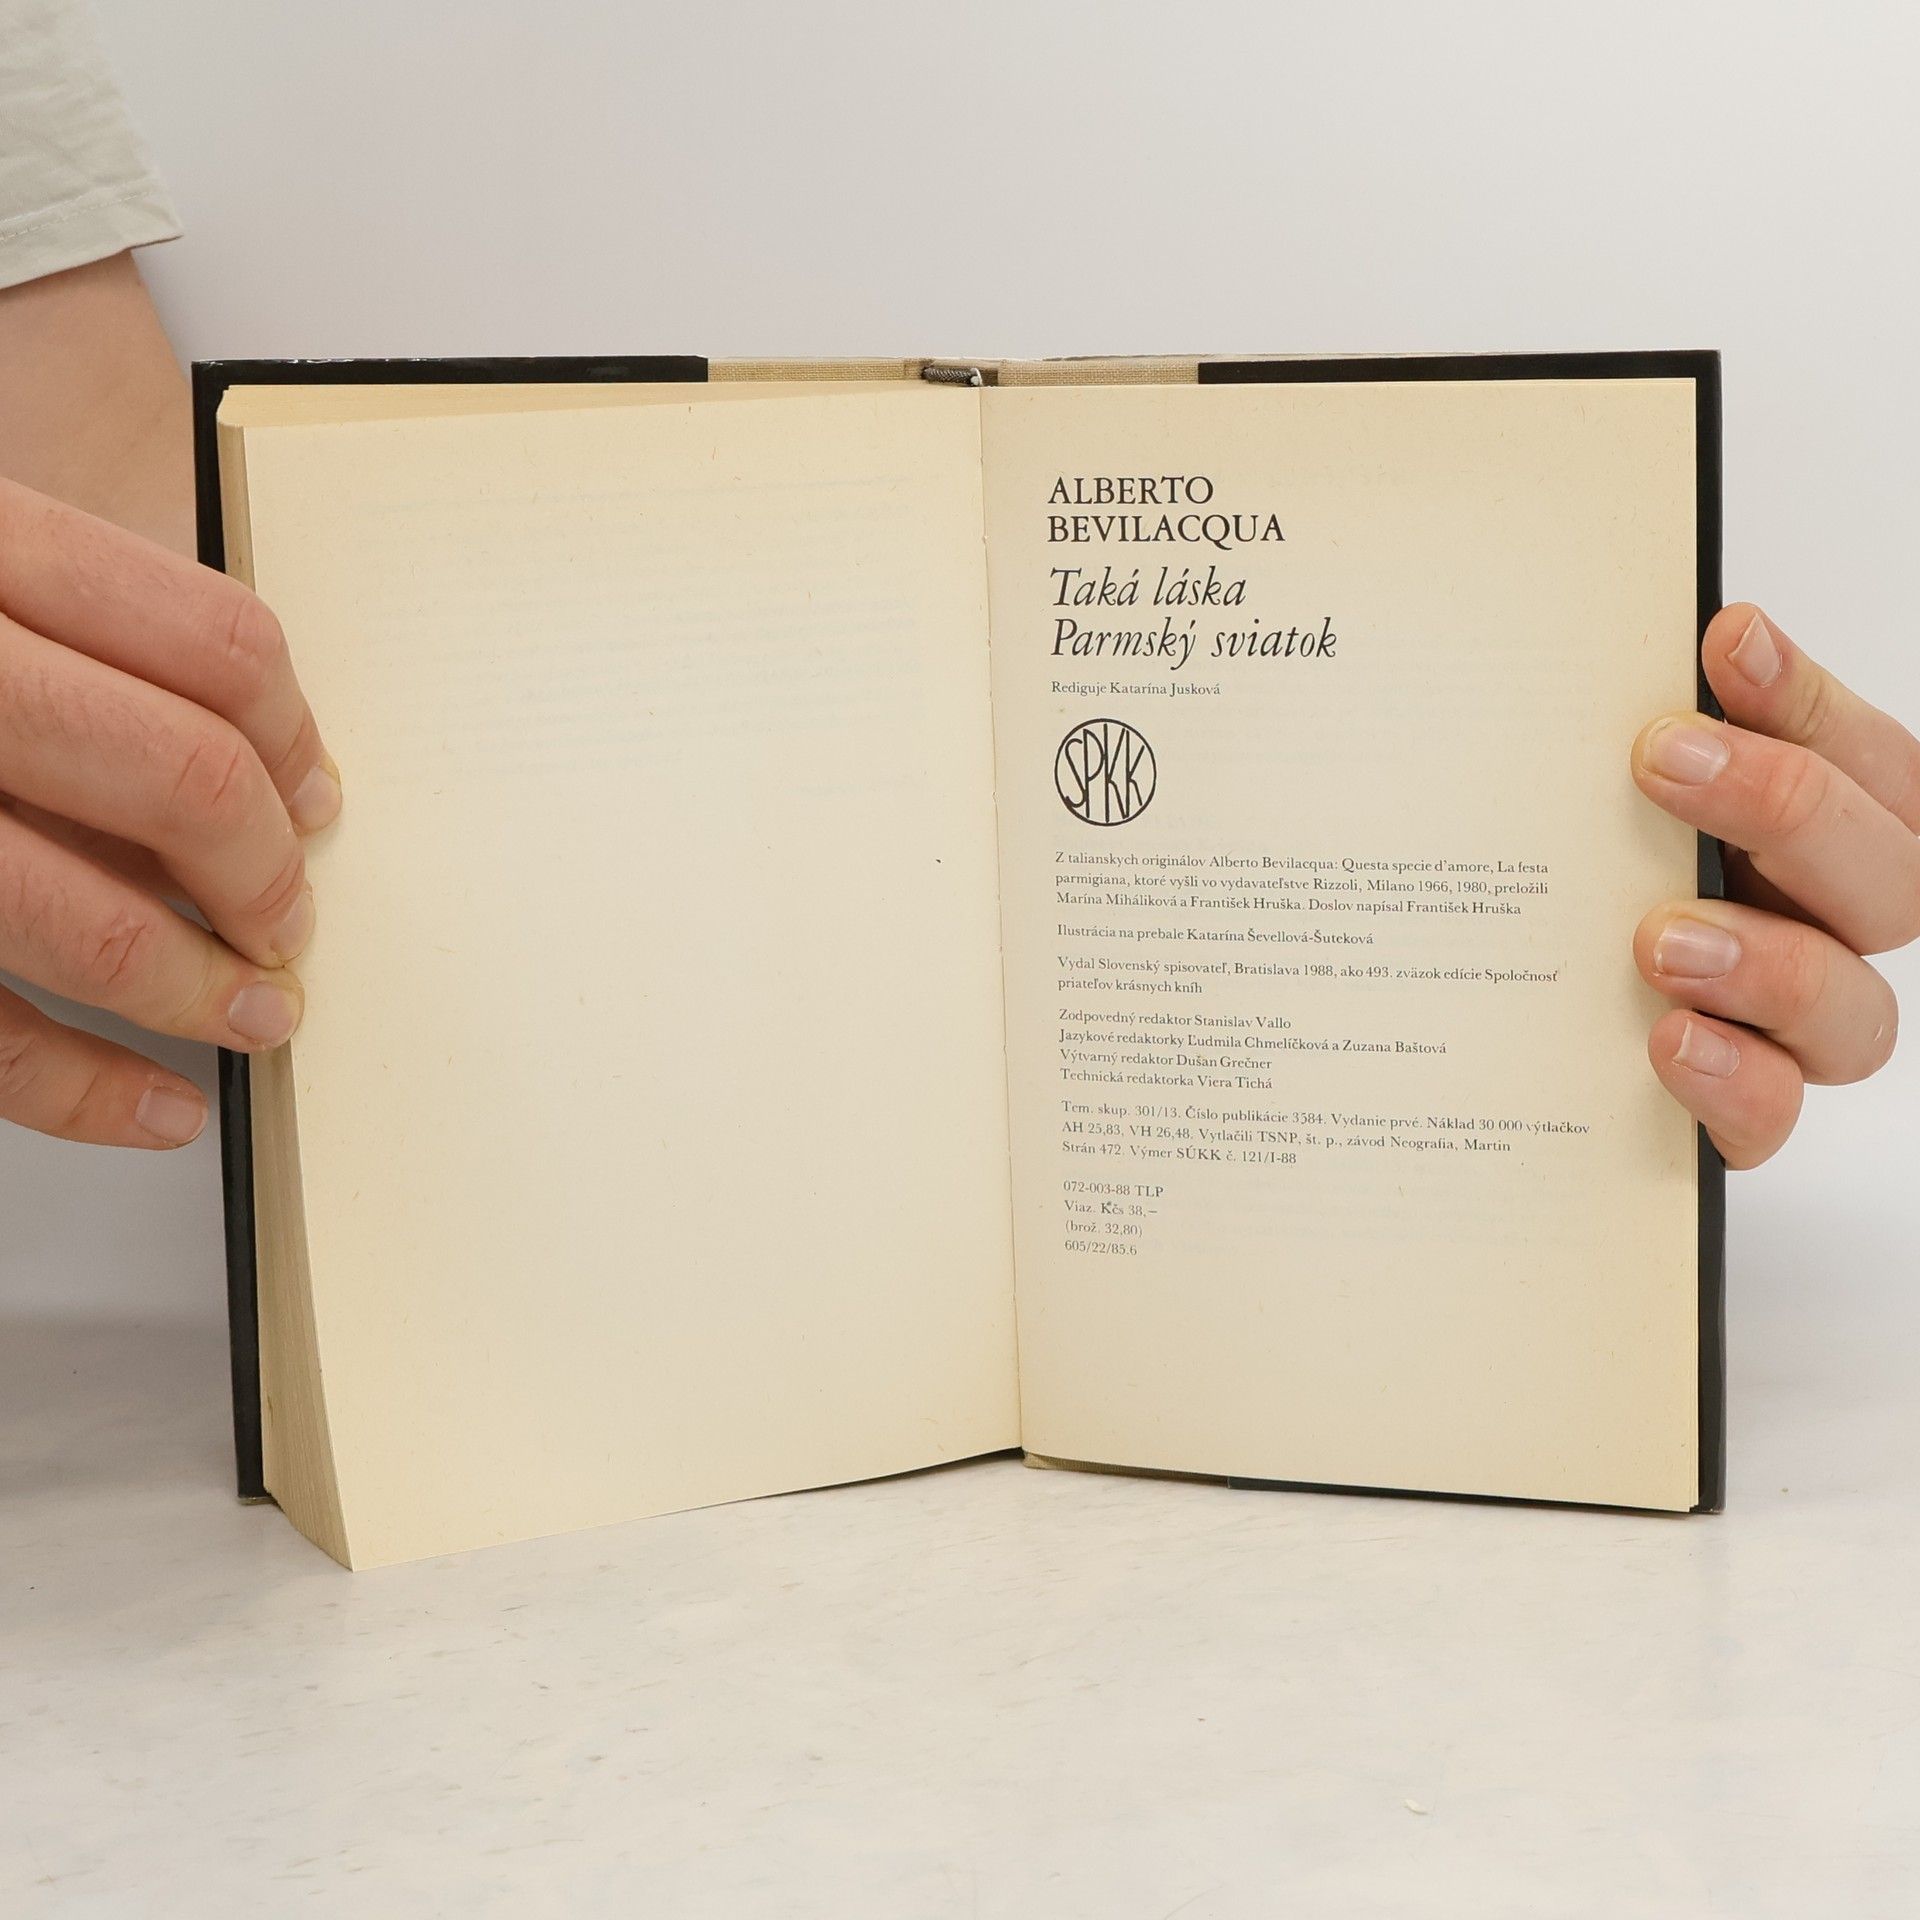 ALBERTO
BEVILACQUA
Taká láska
Parmský sviatok
Rediguje Katarína Jusková
SPKK
Z talianskych originálov Alberto Bevilacqua: Questa specie d'amore, La festa
parmigiana, ktoré vyšli vo vydavateľstve Rizzoli, Milano 1966, 1980, preložili
Marína Miháliková a František Hruška. Doslov napísal František Hruška
Ilustrácia na prebale Katarína Ševellová-Šuteková
Vydal Slovenský spisovateľ, Bratislava 1988, ako 493. zväzok edície Spoločnosť
priateľov krásnych kníh
Zodpovedný redaktor Stanislav Vallo
Jazykové redaktorky Ľudmila Chmelíčková a Zuzana Baštová
Výtvarný redaktor Dušan Grečner
Technická redaktorka Viera Tichá
Tem. skup. 301/13. Číslo publikácie 3584. Vydanie prvé. Náklad 30 000 výtlačkov
AH 25,83, VH 26,48. Vytlačili TSNP, št. p., závod Neografia, Martin
Strán 472. Výmer SÚKK č. 121/I-88
072-003-88 TLP
Viaz. Kčs 38,–
(brož. 32,80)
605/22/85.6